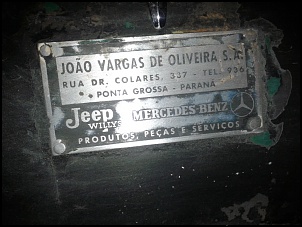 JOÃO VARGAS DE OLIVEIRA S.A.
RUA DR. COLARES, 337 - TEL. 936
PONTA GROSSA - PARANÁ
Jeep WILLYS MERCEDES BENZ
PRODUTOS, PEÇAS E SERVIÇOS